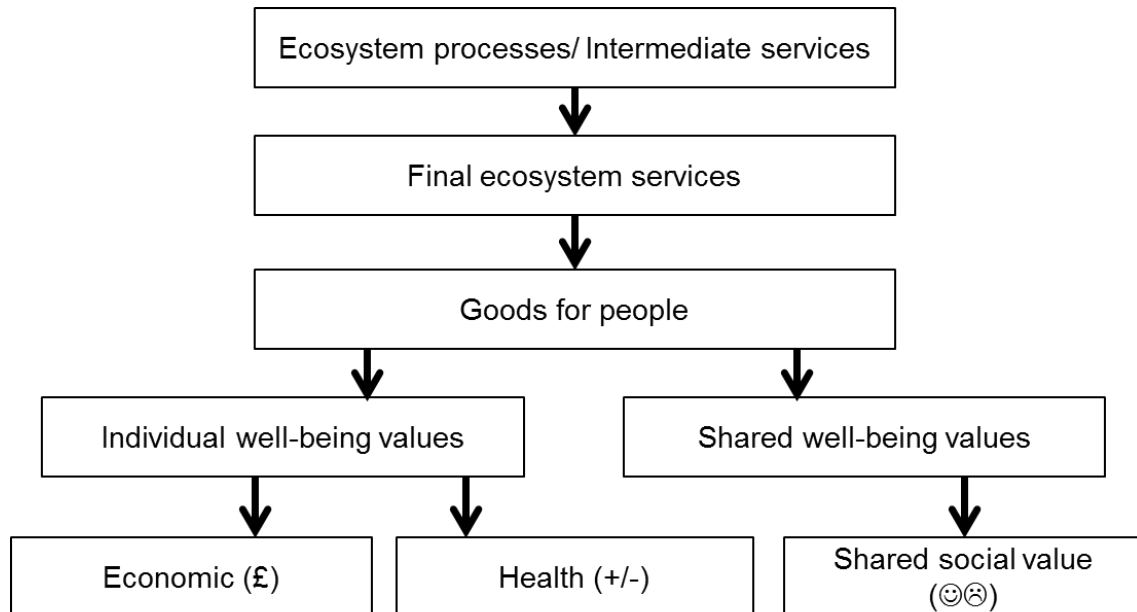 Ecosystem processes/ Intermediate services
Final ecosystem services
Goods for people
Individual well-being values
Shared well-being values
Economic (£)
Health (+/-)
Shared social value
(☺☹)